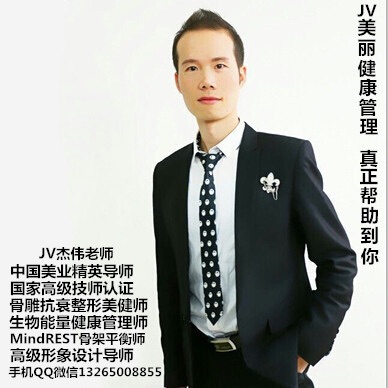 JV美丽健康管理 真正帮助到你
JV杰伟老师
中国美业精英导师
国家高级技师认证
骨雕抗衰整形美健师
生物能量健康管理师
MindREST骨架平衡师
高级形象设计导师
手机QQ微信13265008855